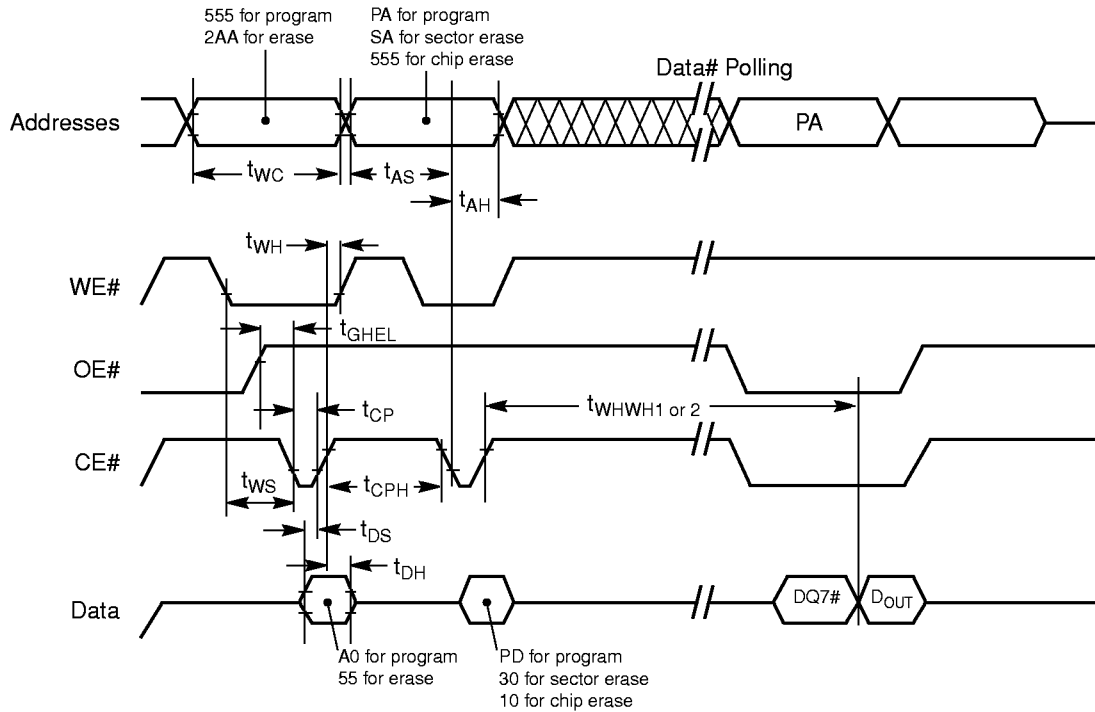 555 for program
2AA for erase
PA for program
SA for sector erase
555 for chip erase
Data# Polling
Addresses
PA
tWC
tAS
tAH
tWH
WE#
tGHEL
OE#
tCP
tWHWH1 or 2
CE#
tWS
tCPH
tDS
tDH
Data
DQ7#
DOUT
A0 for program
55 for erase
PD for program
30 for sector erase
10 for chip erase